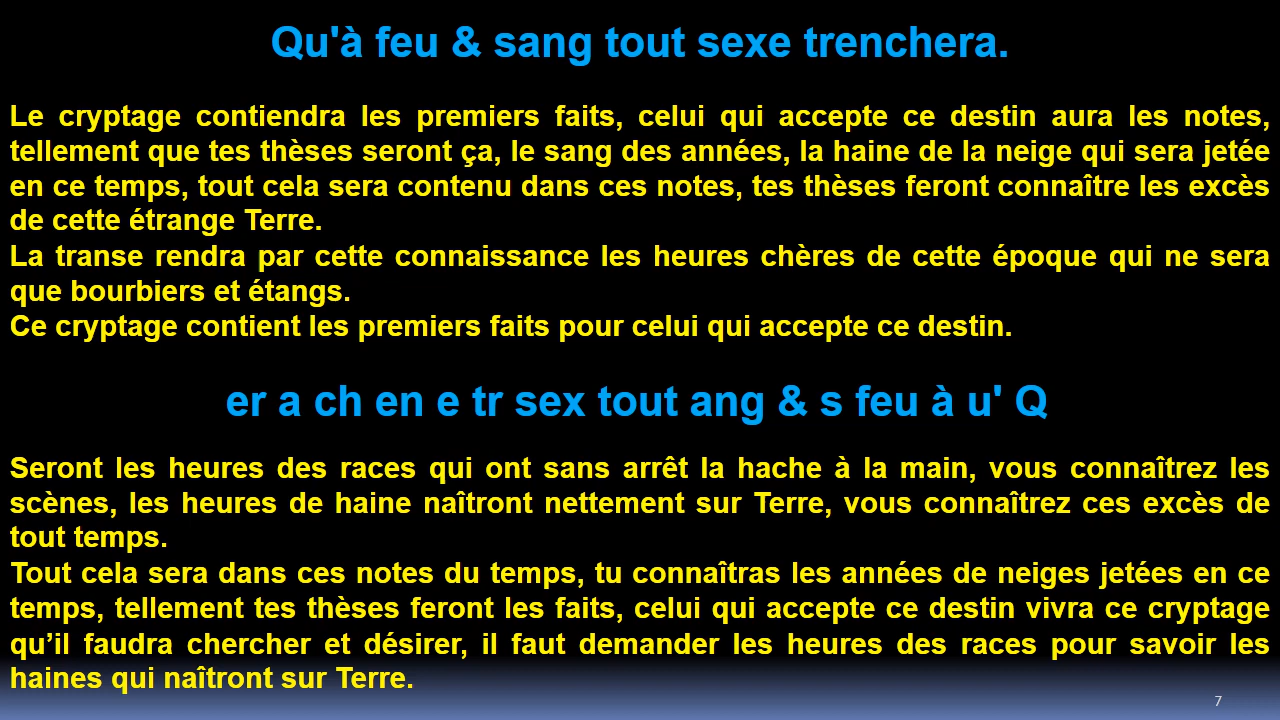 Qu'à feu & sang tout sexe trenchera.
Le cryptage contiendra les premiers faits, celui qui accepte ce destin aura les notes,
tellement que tes thèses seront ça, le sang des années, la haine de la neige qui sera jetée
en ce temps, tout cela sera contenu dans ces notes, tes thèses feront connaître les excès
de cette étrange Terre.
La transe rendra par cette connaissance les heures chères de cette époque qui ne sera
que bourbiers et étangs.
Ce cryptage contient les premiers faits pour celui qui accepte ce destin.
er a ch en e tr sex tout ang & s feu à u' Q
Seront les heures des races qui ont sans arrêt la hache à la main, vous connaîtrez les
scènes, les heures de haine naîtront nettement sur Terre, vous connaîtrez ces excès de
tout temps.
Tout cela sera dans ces notes du temps, tu connaîtras les années de neiges jetées en ce
temps, tellement tes thèses feront les faits, celui qui accepte ce destin vivra ce cryptage
qu’il faudra chercher et désirer, il faut demander les heures des races pour savoir les
haines qui naîtront sur Terre.
7